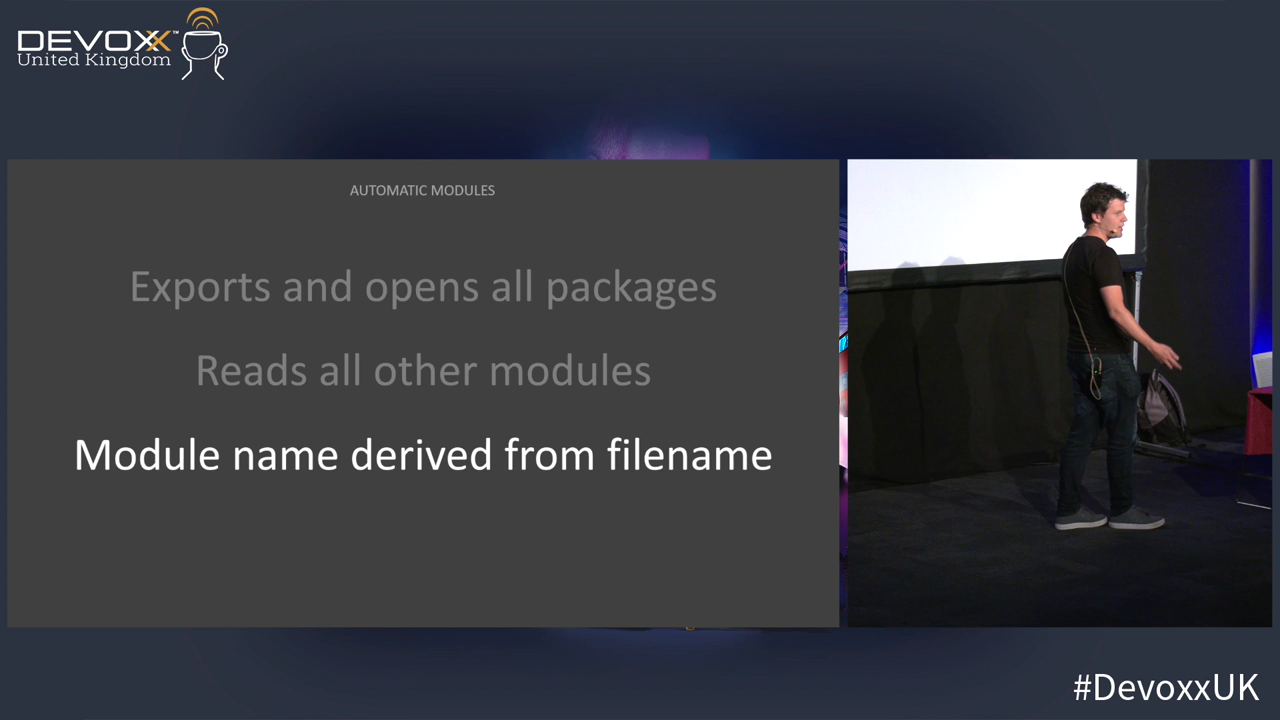 DEVOXX™
United Kingdom
AUTOMATIC MODULES
Exports and opens all packages
Reads all other modules
Module name derived from filename
#DevoxxUK